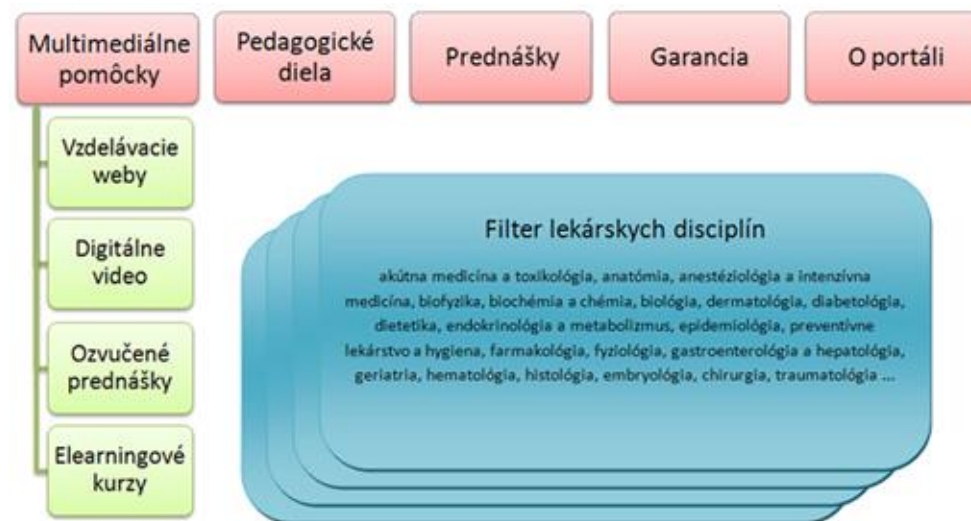 Multimediálne
pomôcky
Pedagogické
diela
Prednášky
Garancia
O portáli
Vzdelávacie
weby
Digitálne
video
Ozvučené
prednášky
Elearningové
kurzy
Filter lekárskych disciplín
akútna medicína a toxikológia, anatómia, anestéziológia a intenzívna
medicína, biofyzika, biochémia a chémia, biológia, dermatológia, diabetológia,
dietetika, endokrinológia a metabolizmus, epidemiológia, preventívne
lekárstvo a hygiena, farmakológia, fyziológia, gastroenterológia a hepatológia,
geriatria, hematológia, histológia, embryológia, chirurgia, traumatológia ...